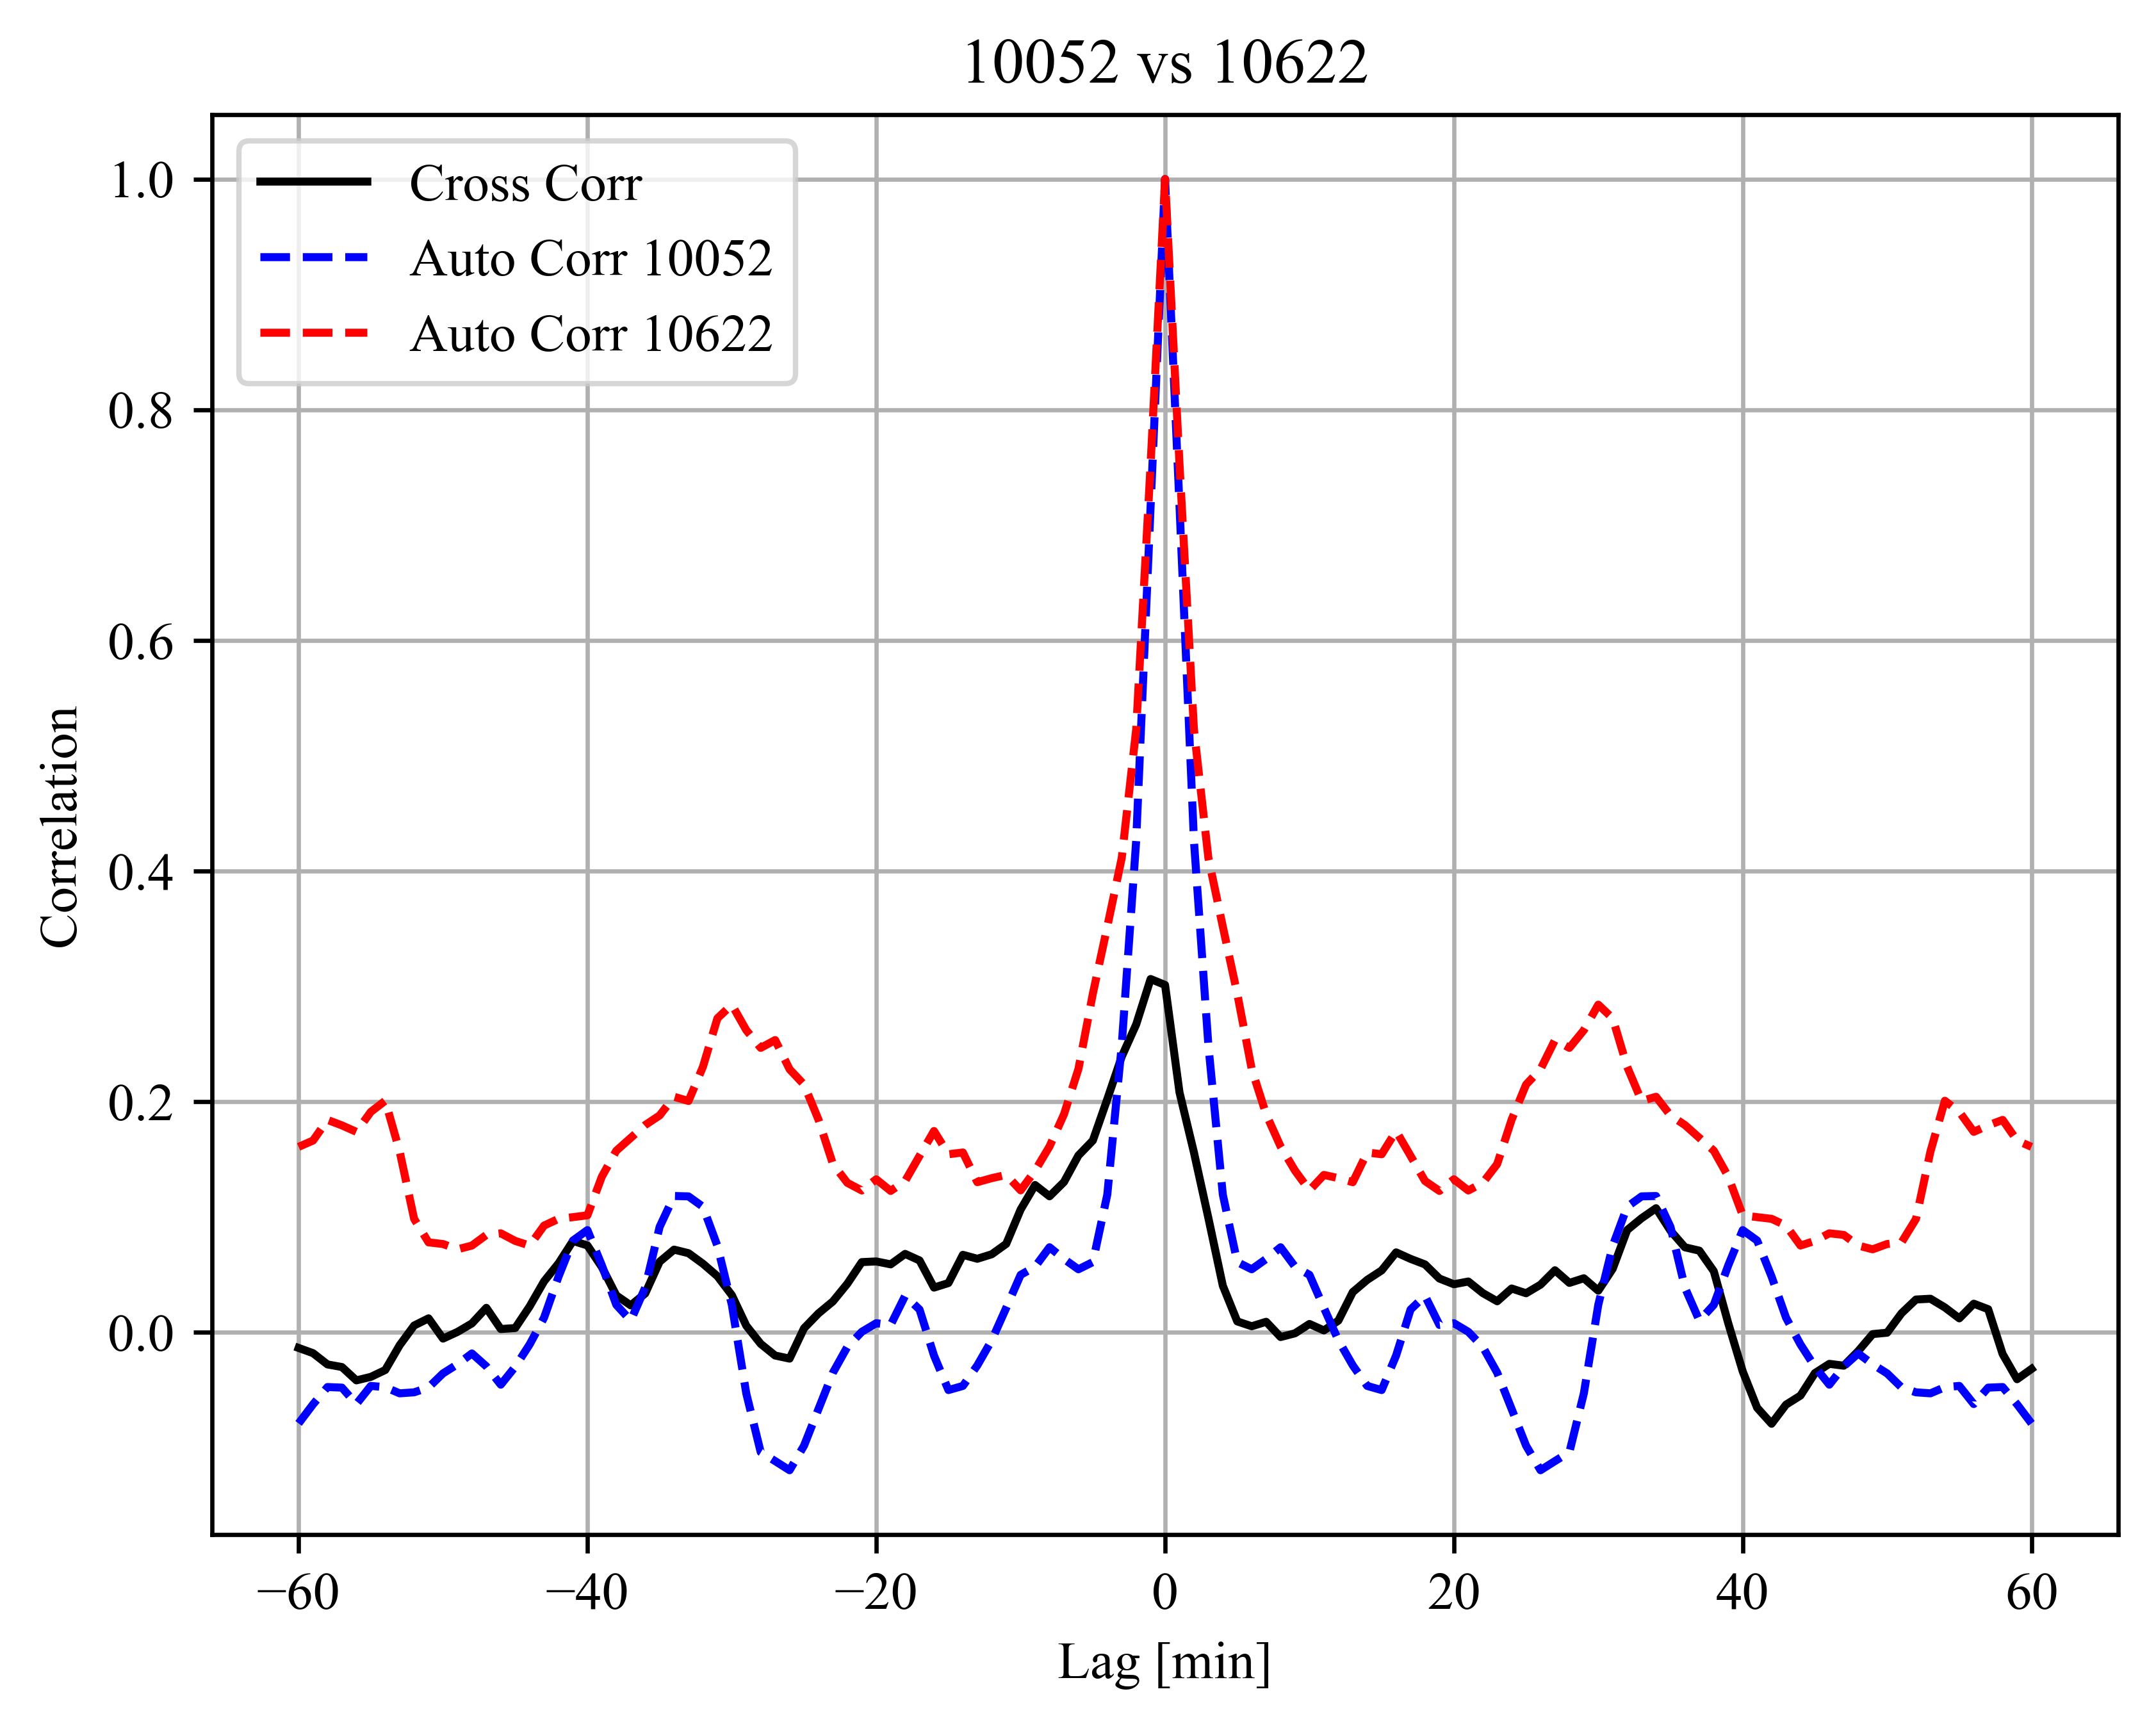 10052 vs 10622
Cross Corr
Auto Corr 10052
Auto Corr 10622
1.0
0.8
0.6
0.4
0.2
0.0
Correlation
−60 −40 −20 0 20 40 60
Lag [min]